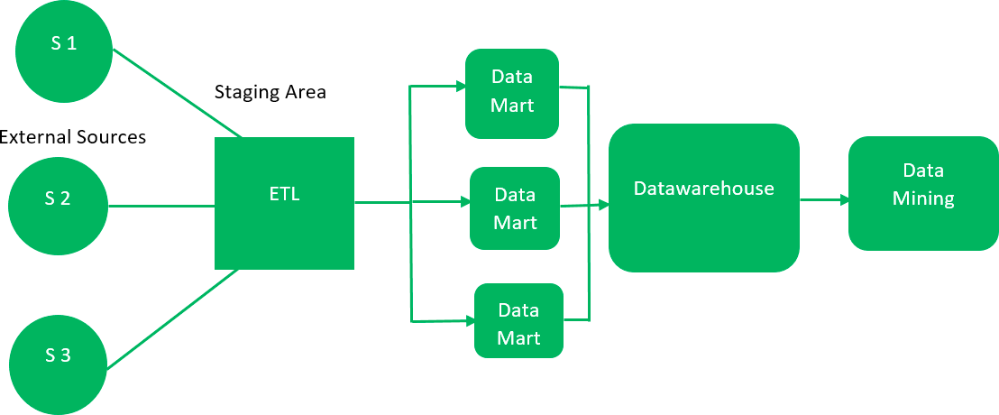 S 1
Staging Area
External Sources
S 2
ETL
S 3
Data
Mart
Data
Mart
Data
Mart
Datawarehouse
Data
Mining